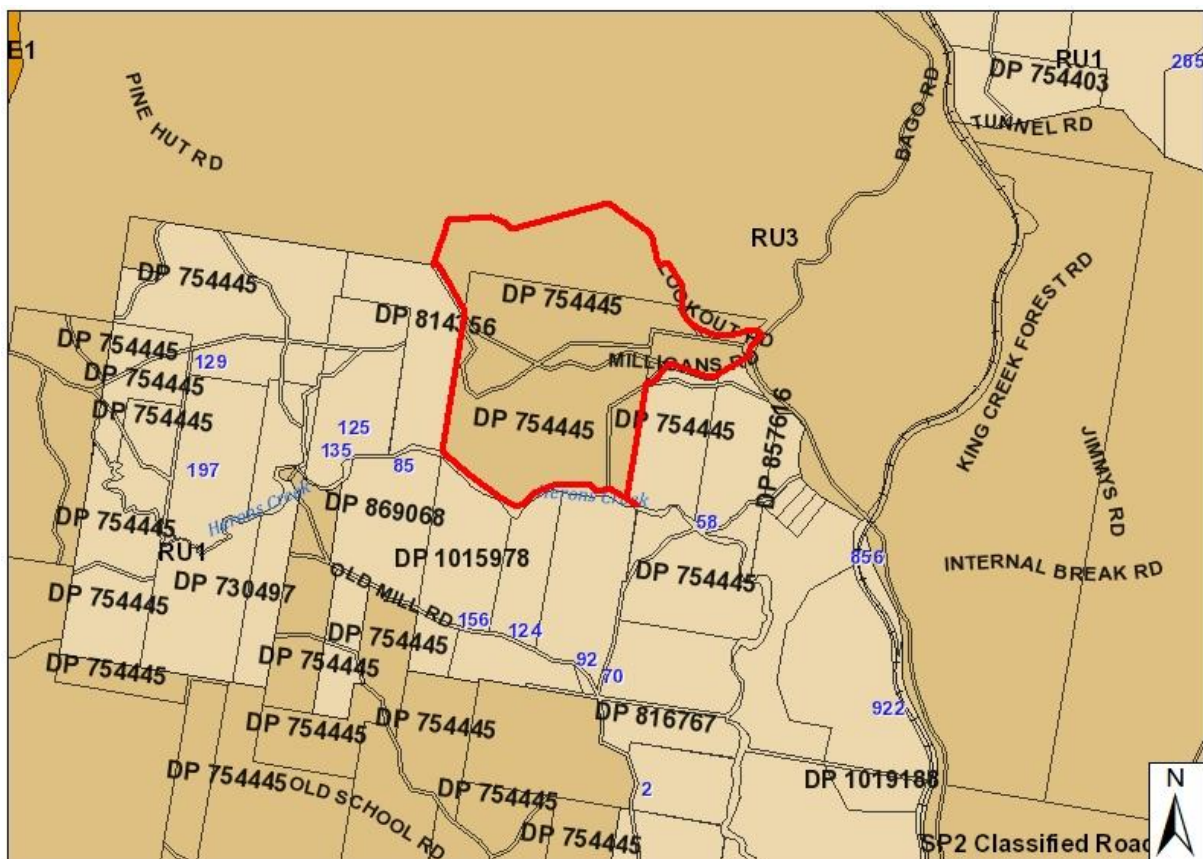 E1
RU1
285
DP 754403
PINE HUT RD
BAGO RD
TUNNEL RD
RU3
DP 754445
LOOKOUT RD
KING CREEK FOREST RD
DP 754445
DP 814356
DP 754445
MILLIGANS RD
129
DP 754445
DP 754445
DP 754445
DP 754445
DP 857616
125
135
85
197
JIMMYS RD
Herons Creek
Herons Creek
DP 869068
58
DP 754445
RU1
DP 1015978
856
INTERNAL BREAK RD
DP 754445
DP 730497
OLD MILL RD
DP 754445
156
124
DP 754445
92
70
DP 754445
DP 754445
922
DP 754445
DP 754445
DP 816767
DP 754445
OLD SCHOOL RD
DP 754445
2
DP 1019188
DP 754445
SP2 Classified Road
N